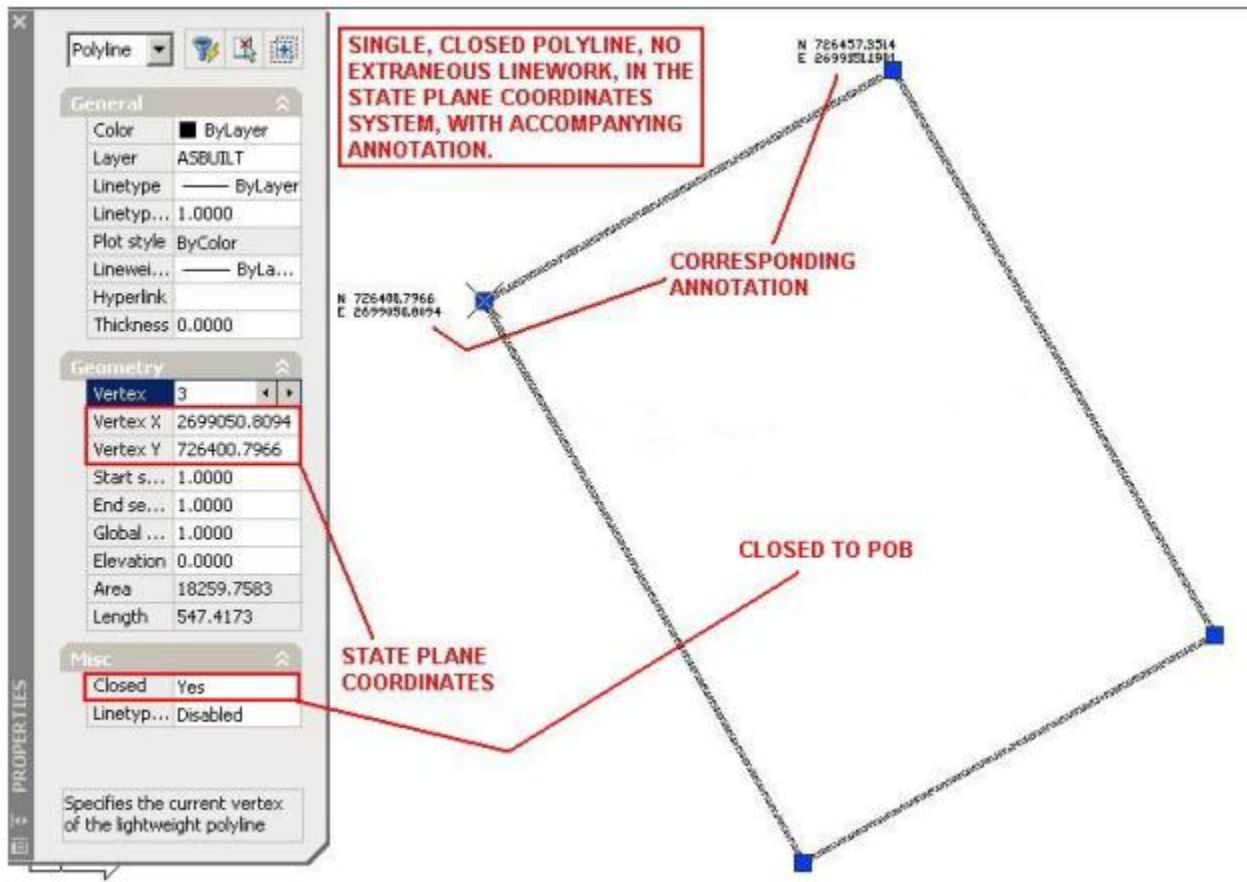 Polyline
General
Color ByLayer
Layer ASBUILT
Linetype ByLayer
Linetyp... 1.0000
Plot style ByColor
Linewei... ByLa...
Hyperlink
Thickness 0.0000
Geometry
Vertex 3
Vertex X 2699050.8094
Vertex Y 726400.7966
Start s... 1.0000
End se... 1.0000
Global ... 1.0000
Elevation 0.0000
Area 18259.7583
Length 547.4173
Misc
Closed Yes
Linetyp... Disabled
Specifies the current vertex
of the lightweight polyline
PROPERTIES
SINGLE, CLOSED POLYLINE, NO
EXTRANEOUS LINEWORK, IN THE
STATE PLANE COORDINATES
SYSTEM, WITH ACCOMPANYING
ANNOTATION.
N 726457.3514
E
CORRESPONDING
ANNOTATION
N 726400.7966
E 2699050.8094
CLOSED TO POB
STATE PLANE
COORDINATES